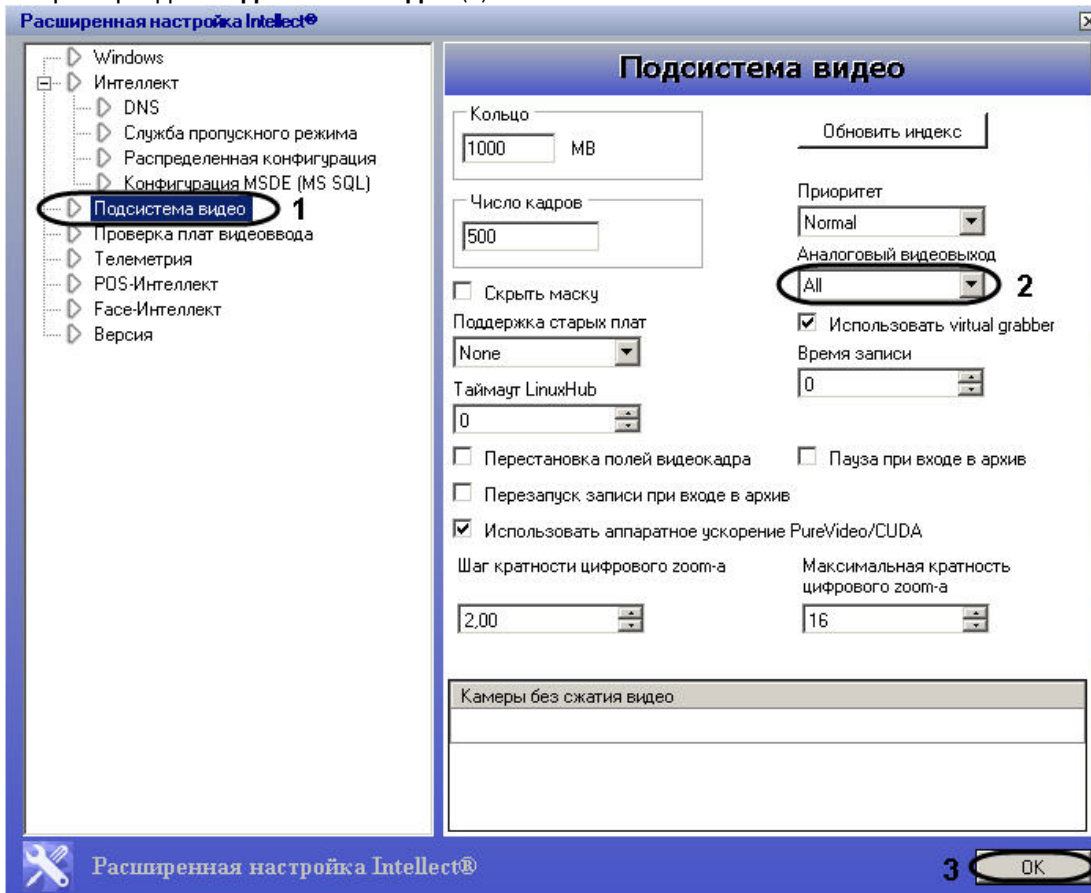 Расширенная настройка Intellect®
Windows
Интеллект
DNS
Служба пропускного режима
Распределенная конфигурация
Конфигурация MSDE (MS SQL)
Подсистема видео 1
Проверка плат видеоввода
Телеметрия
POS-Интеллект
Face-Интеллект
Версия
Подсистема видео
Кольцо
1000 MB
Обновить индекс
Число кадров
500
Приоритет
Normal
Аналоговый видеовыход
All 2
Скрыть маску
Использовать virtual grabber
Поддержка старых плат
None
Время записи
0
Таймаут LinuxHub
0
Перестановка полей видеокадра
Пауза при входе в архив
Перезапуск записи при входе в архив
Использовать аппаратное ускорение PureVideo/CUDA
Шаг кратности цифрового zoom-а
2,00
Максимальная кратность
цифрового zoom-а
16
Камеры без сжатия видео
Расширенная настройка Intellect®
3 OK